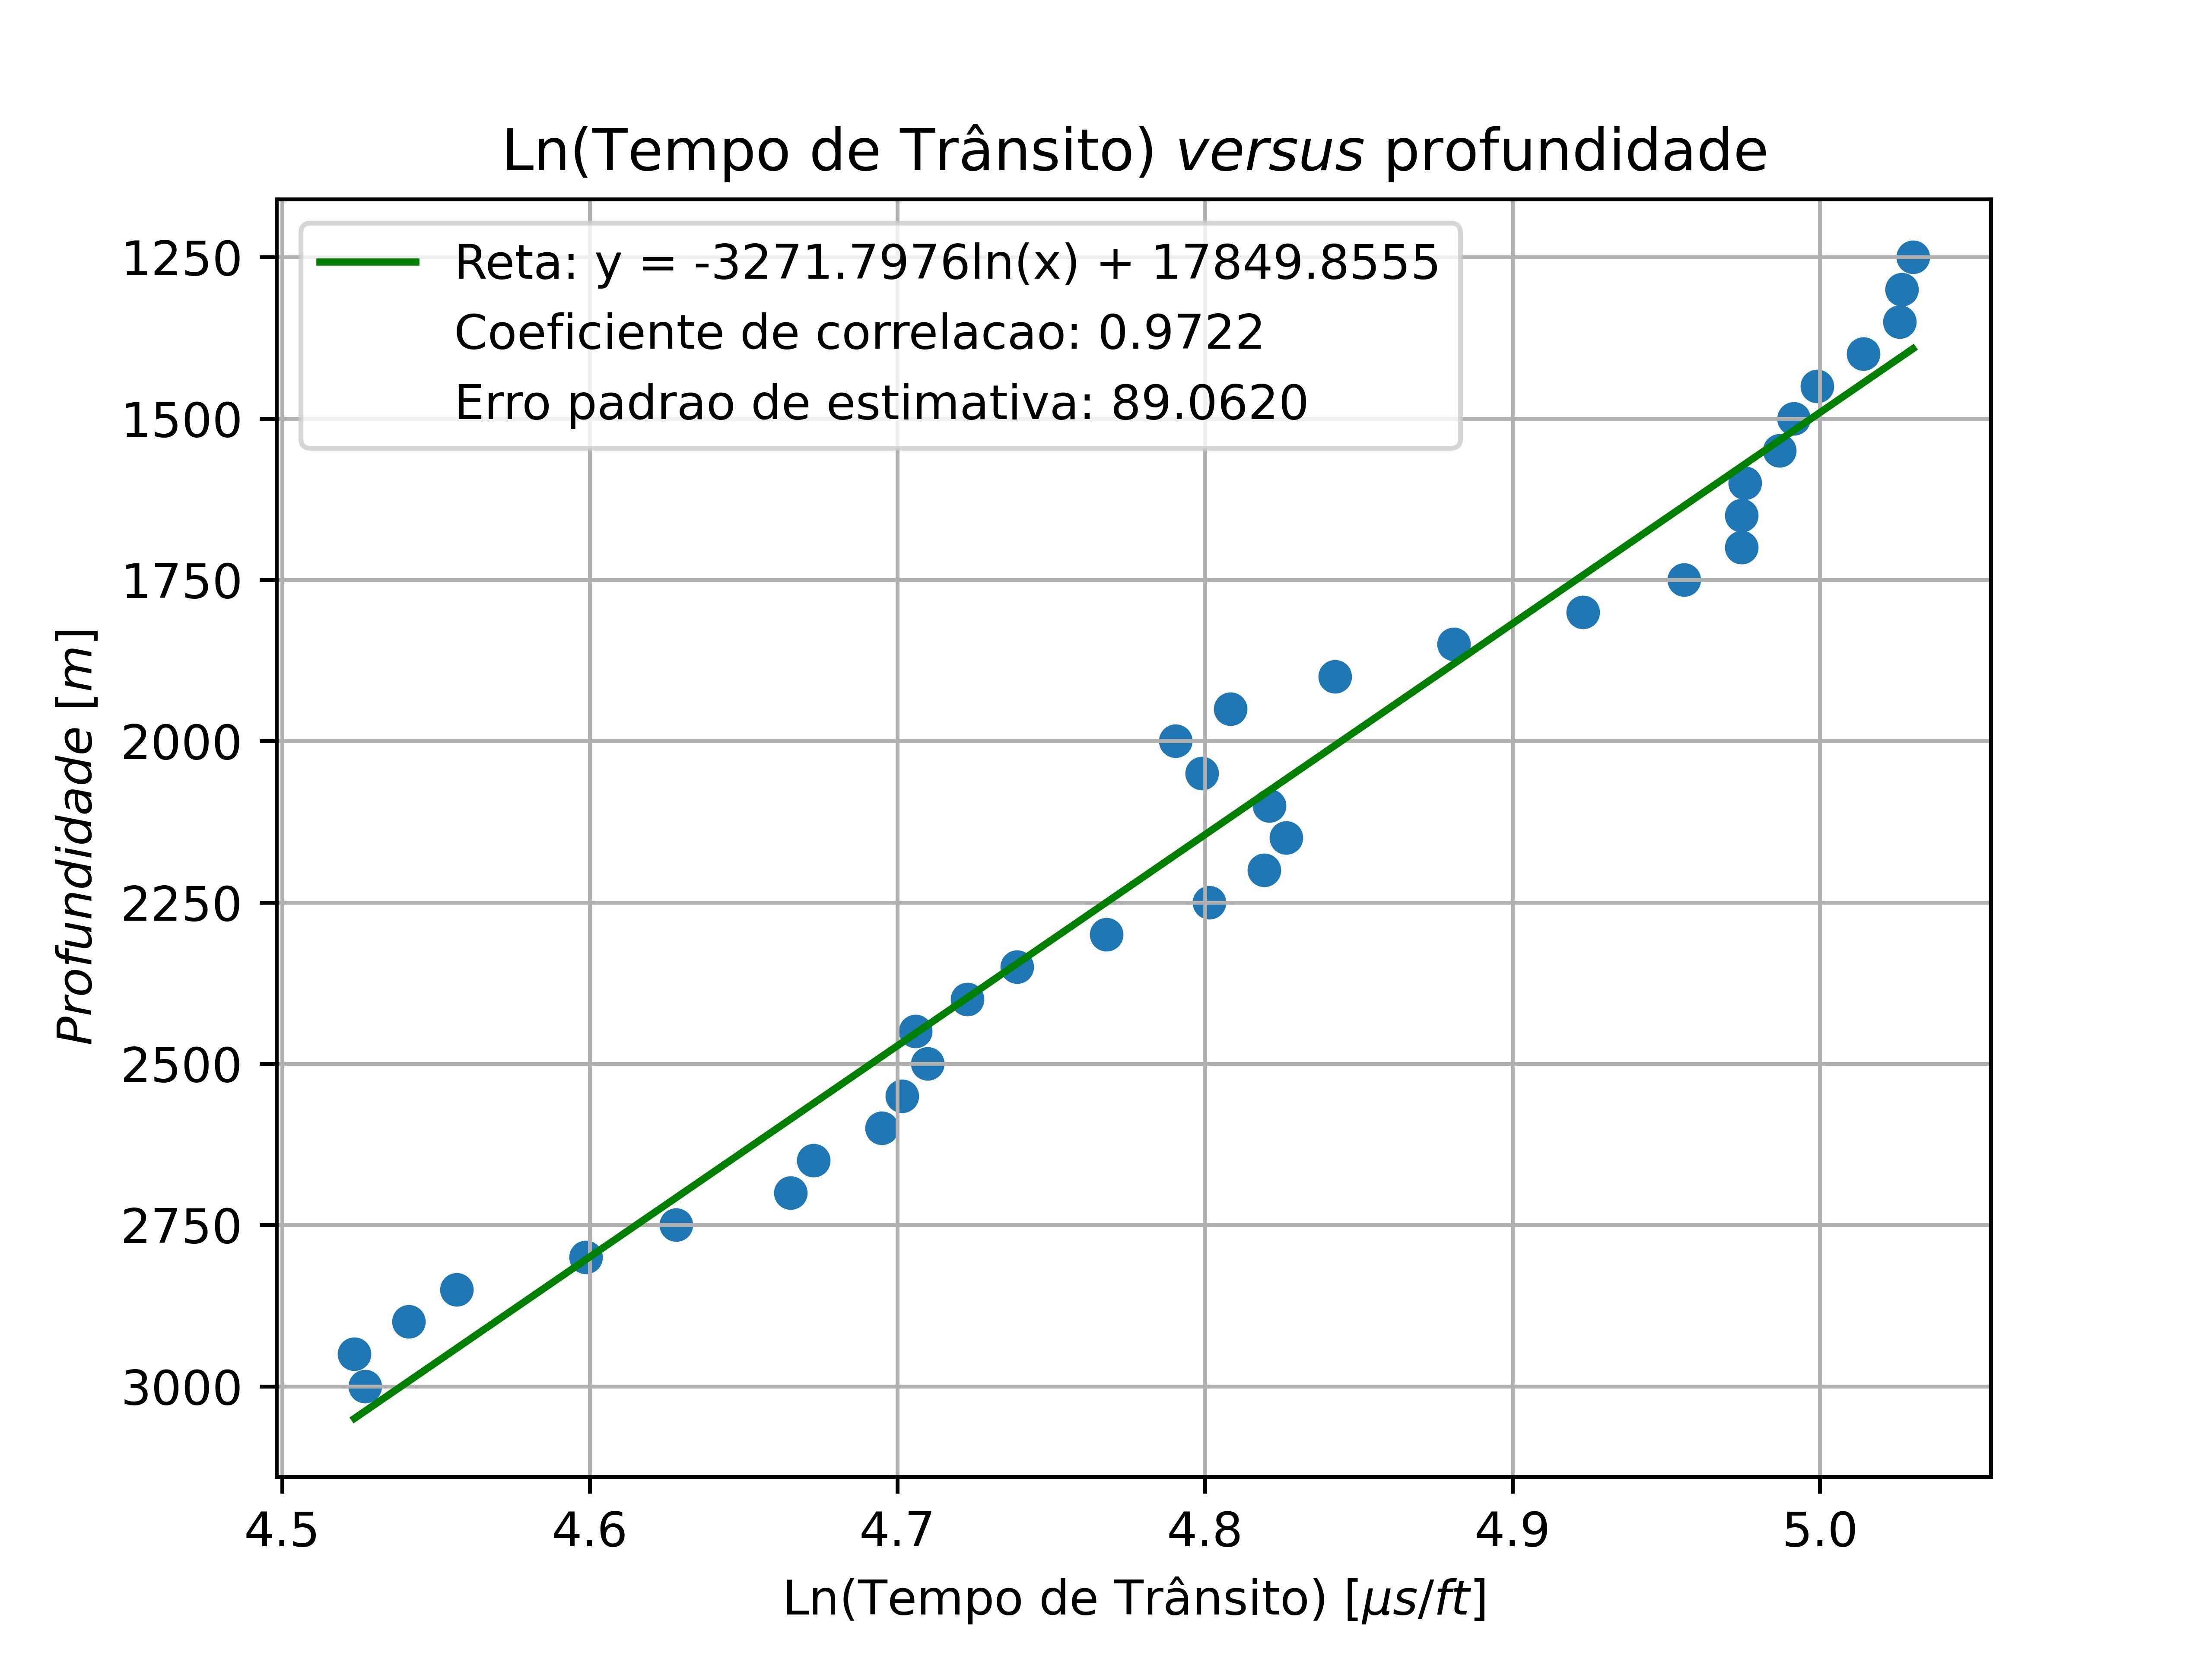 Ln(Tempo de Trânsito) versus profundidade
Reta: y = -3271.7976ln(x) + 17849.8555
Coeficiente de correlacao: 0.9722
Erro padrao de estimativa: 89.0620
Profundidade [m]
1250
1500
1750
2000
2250
2500
2750
3000
4.5 4.6 4.7 4.8 4.9 5.0
Ln(Tempo de Trânsito) [μs/ft]